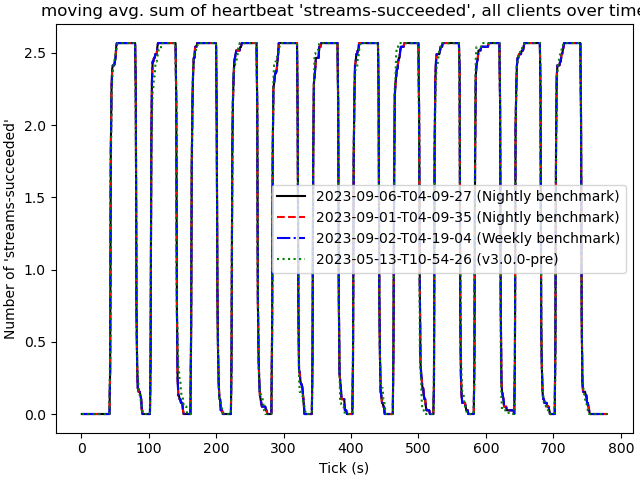 moving avg. sum of heartbeat 'streams-succeeded', all clients over time
Number of 'streams-succeeded'
2.5
2.0
1.5
1.0
0.5
0.0
2023-09-06-T04-09-27 (Nightly benchmark)
2023-09-01-T04-09-35 (Nightly benchmark)
2023-09-02-T04-19-04 (Weekly benchmark)
2023-05-13-T10-54-26 (v3.0.0-pre)
0 100 200 300 400 500 600 700 800
Tick (s)